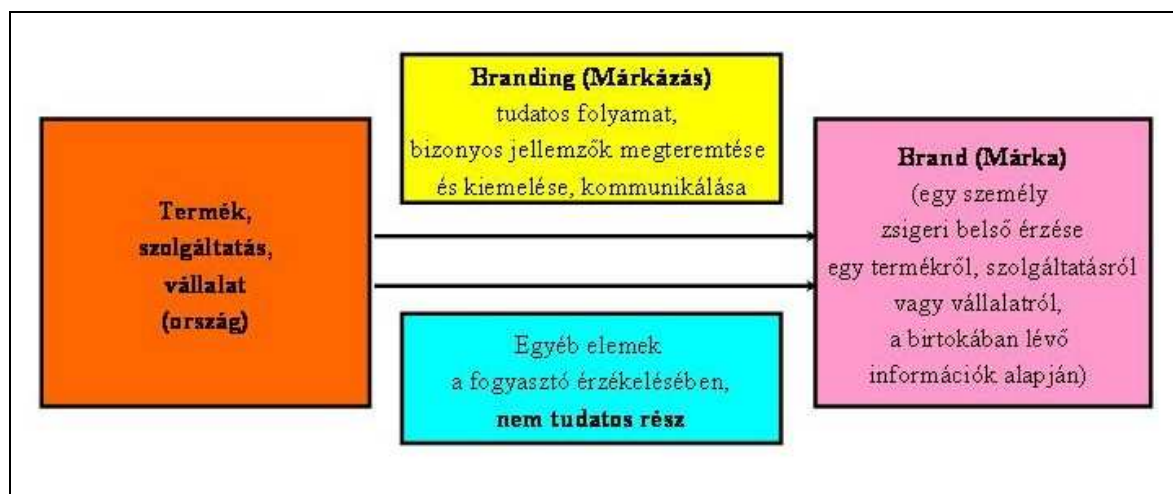 Termék,
szolgáltatás,
vállalat
(ország)
Branding (Márkázás)
tudatos folyamat,
bizonyos jellemzők megteremtése
és kiemelése, kommunikálása
Egyéb elemek
a fogyasztó érzékelésében,
nem tudatos rész
Brand (Márka)
(egy személy
zsigeri belső érzése
egy termékről, szolgáltatásról
vagy vállalatról,
a birtokában lévő
információk alapján)